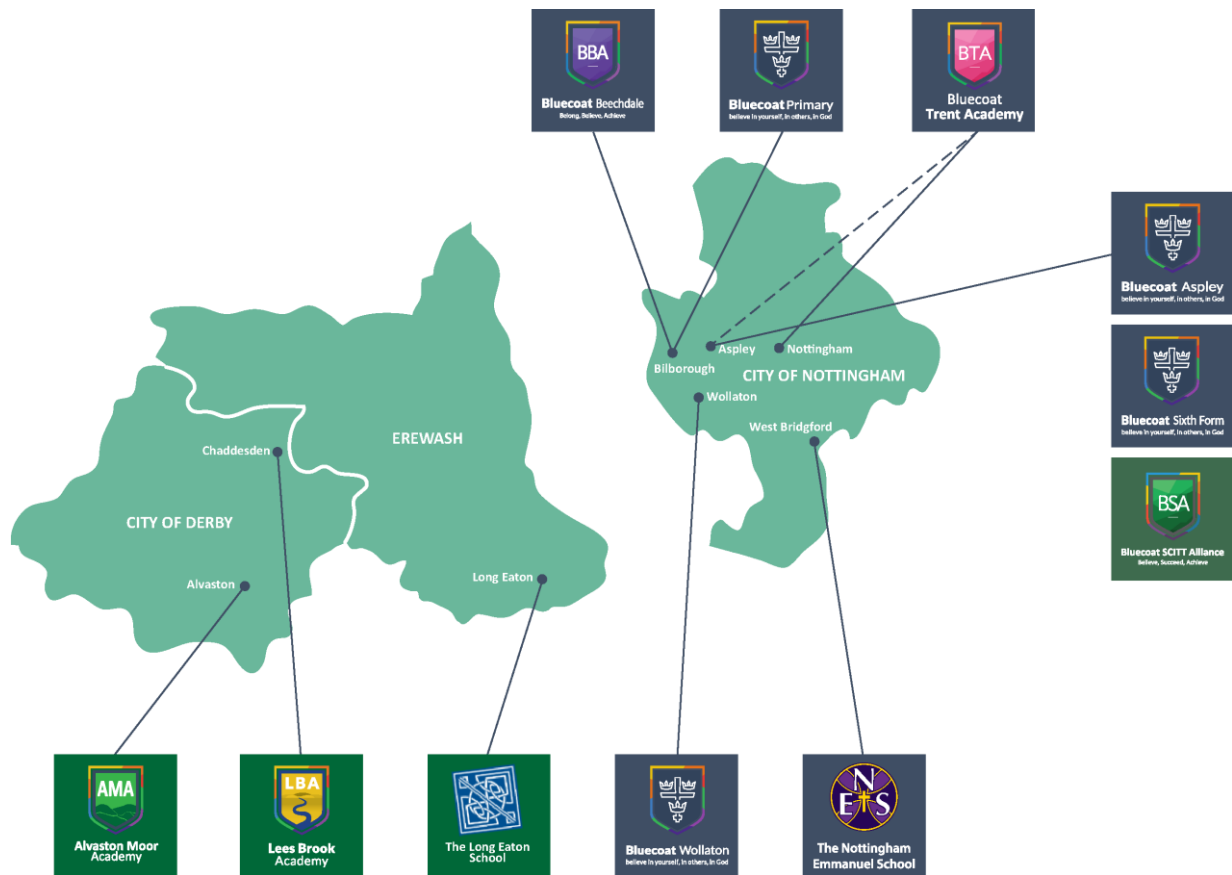 BBA
Bluecoat Beechdale
Belong, Believe, Achieve
Bluecoat Primary
believe in yourself, in others, in God
BTA
Bluecoat
Trent Academy
Bluecoat Aspley
believe in yourself, in others, in God
Bluecoat Sixth Form
believe in yourself, in others, in God
BSA
Bluecoat SCITT Alliance
Believe, Succeed, Achieve
Aspley
Nottingham
Bilborough
CITY OF NOTTINGHAM
Wollaton
West Bridgford
EREWASH
Chaddesden
CITY OF DERBY
Alvaston
Long Eaton
AMA
Alvaston Moor
Academy
LBA
Lees Brook
Academy
The Long Eaton
School
Bluecoat Wollaton
believe in yourself, in others, in God
N
E S
The Nottingham
Emmanuel School